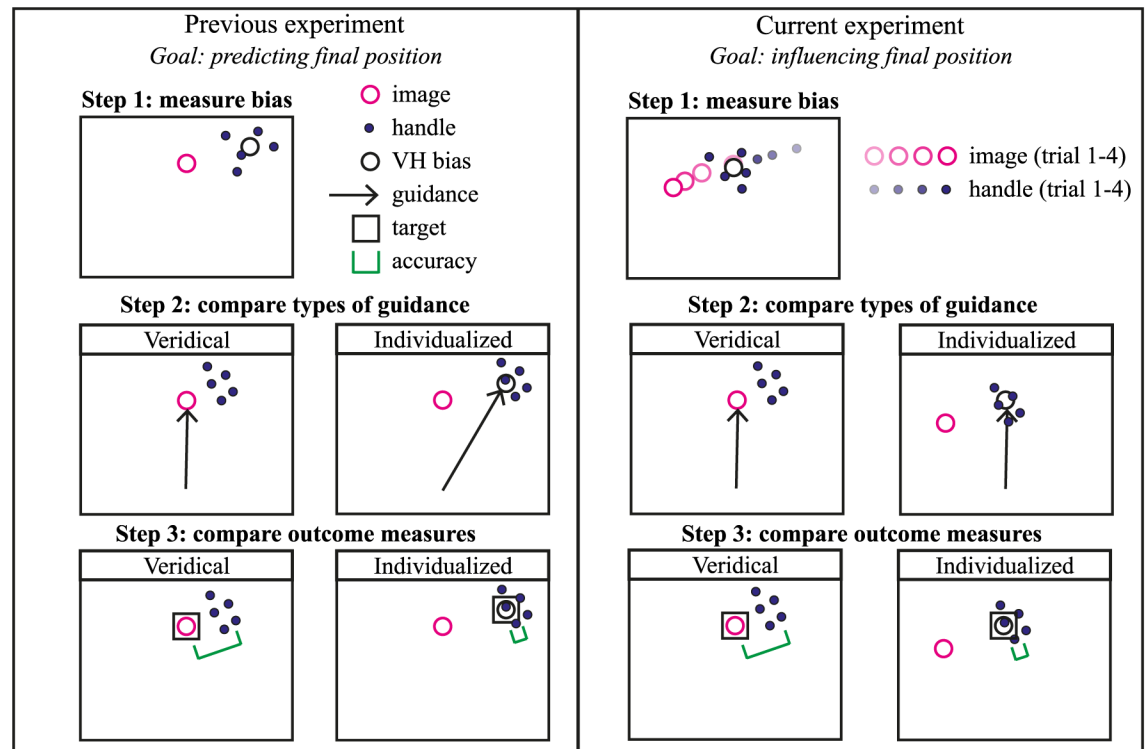 Previous experiment
Goal: predicting final position
Step 1: measure bias
image
handle
VH bias
guidance
target
accuracy
Step 2: compare types of guidance
Veridical
Individualized
Step 3: compare outcome measures
Veridical
Individualized
Current experiment
Goal: influencing final position
Step 1: measure bias
image (trial 1-4)
handle (trial 1-4)
Step 2: compare types of guidance
Veridical
Individualized
Step 3: compare outcome measures
Veridical
Individualized